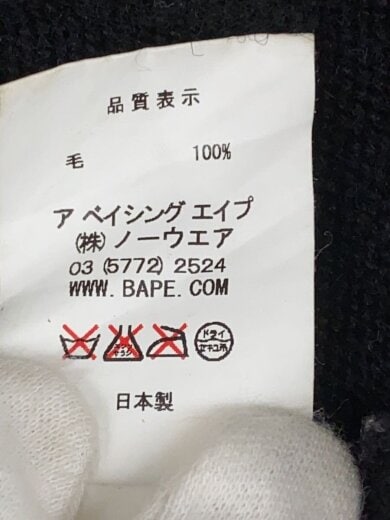 品質表示
毛 100%
ア ベイシング エイプ
(株) ノーウエア
03 (5772) 2524
WWW. BAPE. COM
ドライ
日本製